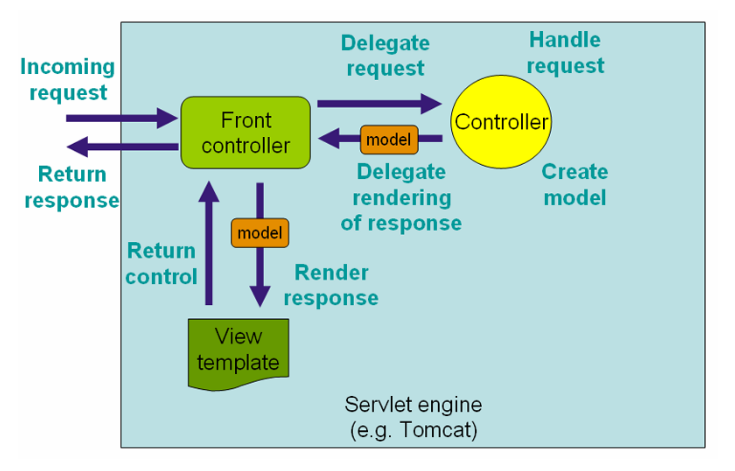 Incoming
request
Return
response
Front
controller
Delegate
request
Handle
request
Controller
model
Delegate
rendering
of response
Create
model
model
Return
control
Render
response
View
template
Servlet engine
(e.g. Tomcat)